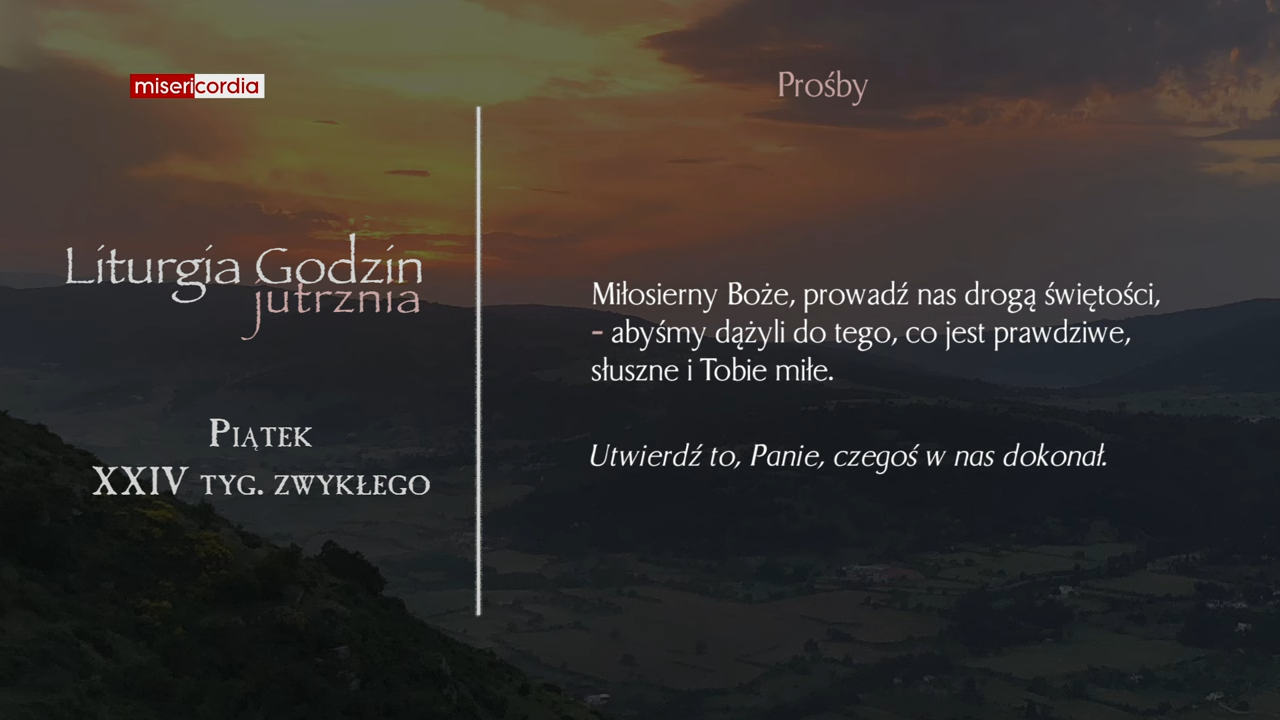 misericordia
Prośby
Liturgia Godzin
jutrznia
Piątek
XXIV tyg. zwykłego
Miłosierny Boże, prowadź nas drogą świętości,
- abyśmy dążyli do tego, co jest prawdziwe,
słuszne i Tobie miłe.
Utwierdź to, Panie, czegoś w nas dokonał.